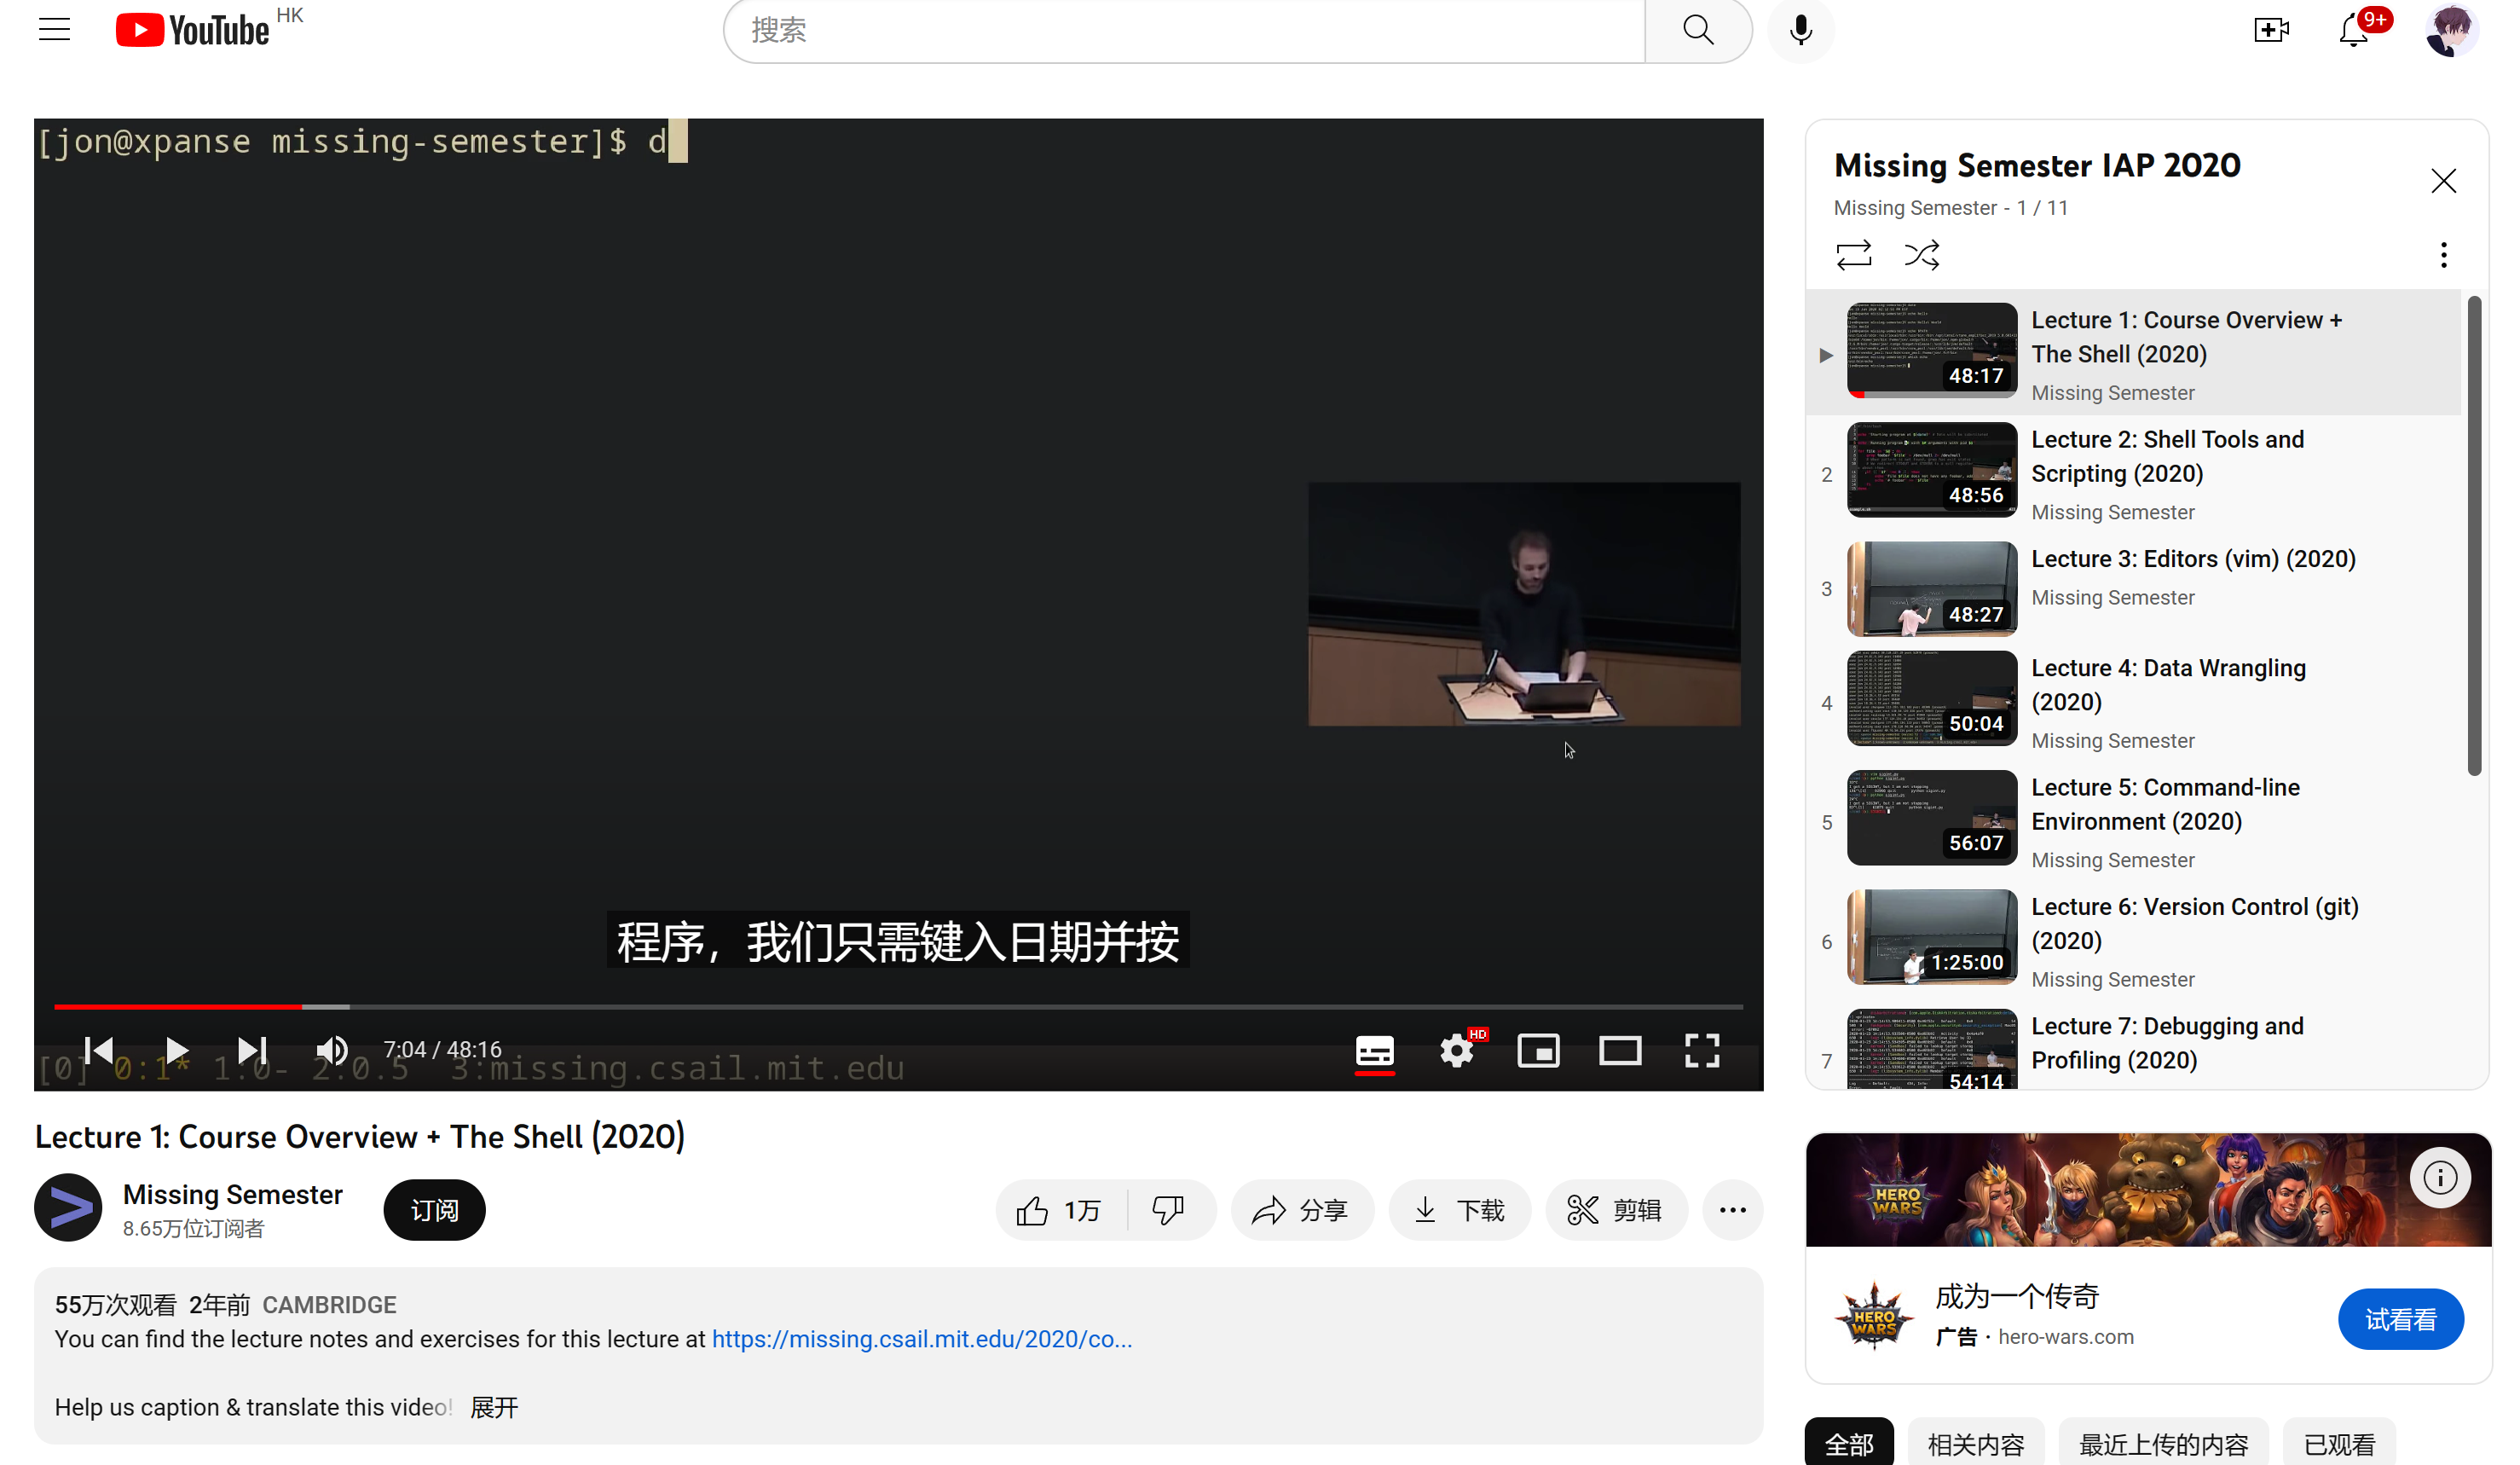 YouTube HK
搜索
9+
[jon@xpanse missing-semester]$ d
程序，我们只需键入日期并按
7:04 / 48:16
HD
[0] 0:1* 1:0- 2:0.5 3:missing.csail.mit.edu
Lecture 1: Course Overview + The Shell (2020)
Missing Semester
8.65万位订阅者
订阅
1万
分享
下载
剪辑
55万次观看 2年前 CAMBRIDGE
You can find the lecture notes and exercises for this lecture at https://missing.csail.mit.edu/2020/co...
Help us caption & translate this video!
展开
Missing Semester IAP 2020
Missing Semester - 1 / 11
48:17
Lecture 1: Course Overview +
The Shell (2020)
Missing Semester
2
48:56
Lecture 2: Shell Tools and
Scripting (2020)
Missing Semester
3
48:27
Lecture 3: Editors (vim) (2020)
Missing Semester
4
50:04
Lecture 4: Data Wrangling
(2020)
Missing Semester
5
56:07
Lecture 5: Command-line
Environment (2020)
Missing Semester
6
1:25:00
Lecture 6: Version Control (git)
(2020)
Missing Semester
7
54:14
Lecture 7: Debugging and
Profiling (2020)
HERO
WARS
HERO
WARS
成为一个传奇
广告 · hero-wars.com
试看看
全部
相关内容
最近上传的内容
已观看